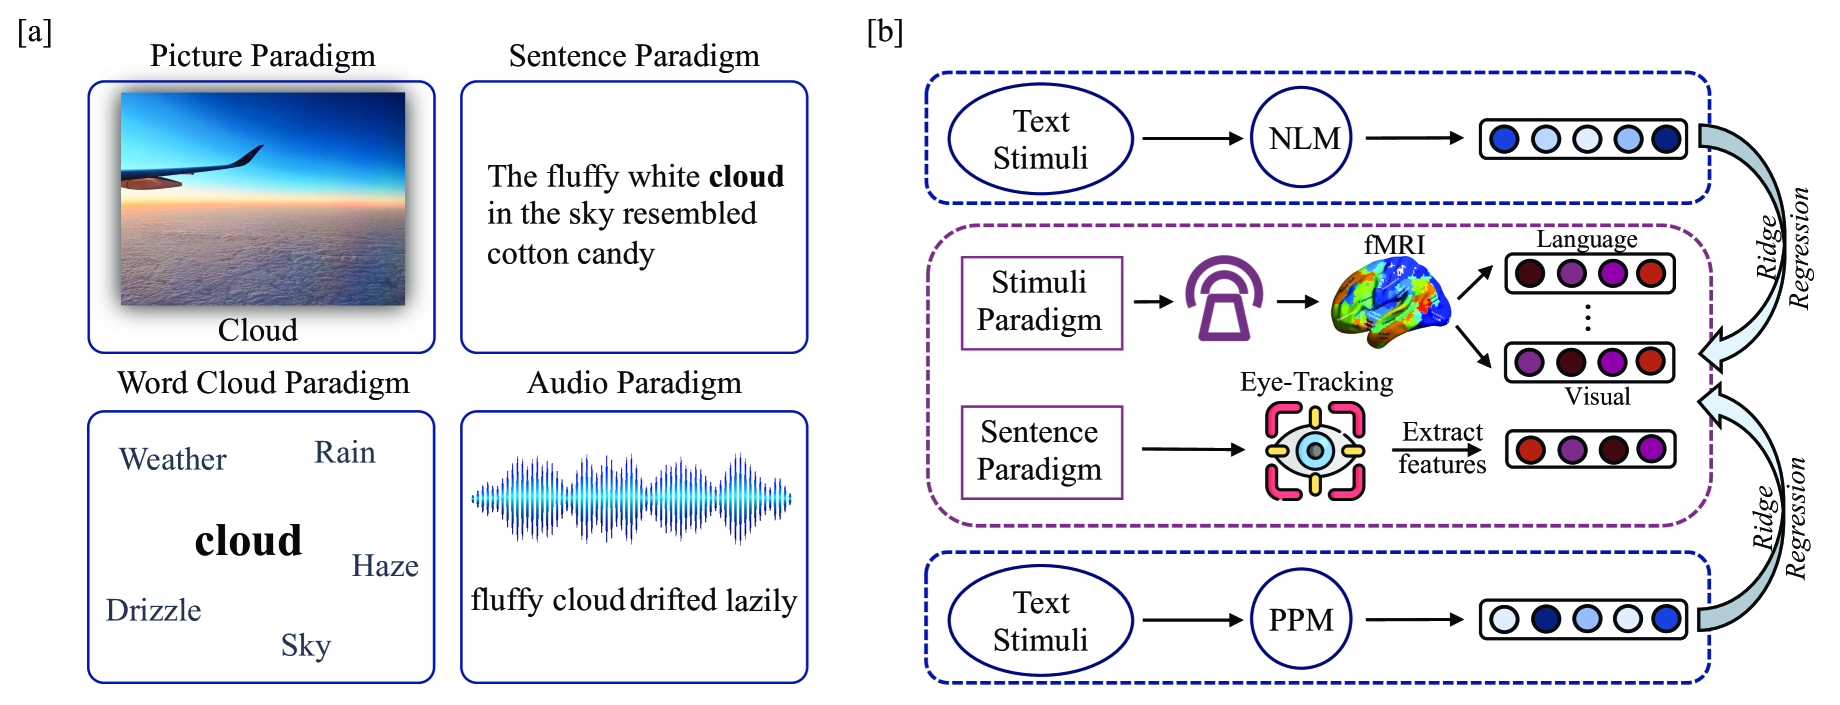 [a]
Picture Paradigm
Cloud
Sentence Paradigm
The fluffy white cloud
in the sky resembled
cotton candy
Word Cloud Paradigm
Weather
Rain
cloud
Haze
Drizzle
Sky
Audio Paradigm
fluffy cloud drifted lazily
[b]
Text
Stimuli
NLM
Ridge
Regression
Stimuli
Paradigm
fMRI
Language
...
Visual
Sentence
Paradigm
Eye-Tracking
Extract
features
Ridge
Regression
Text
Stimuli
PPM